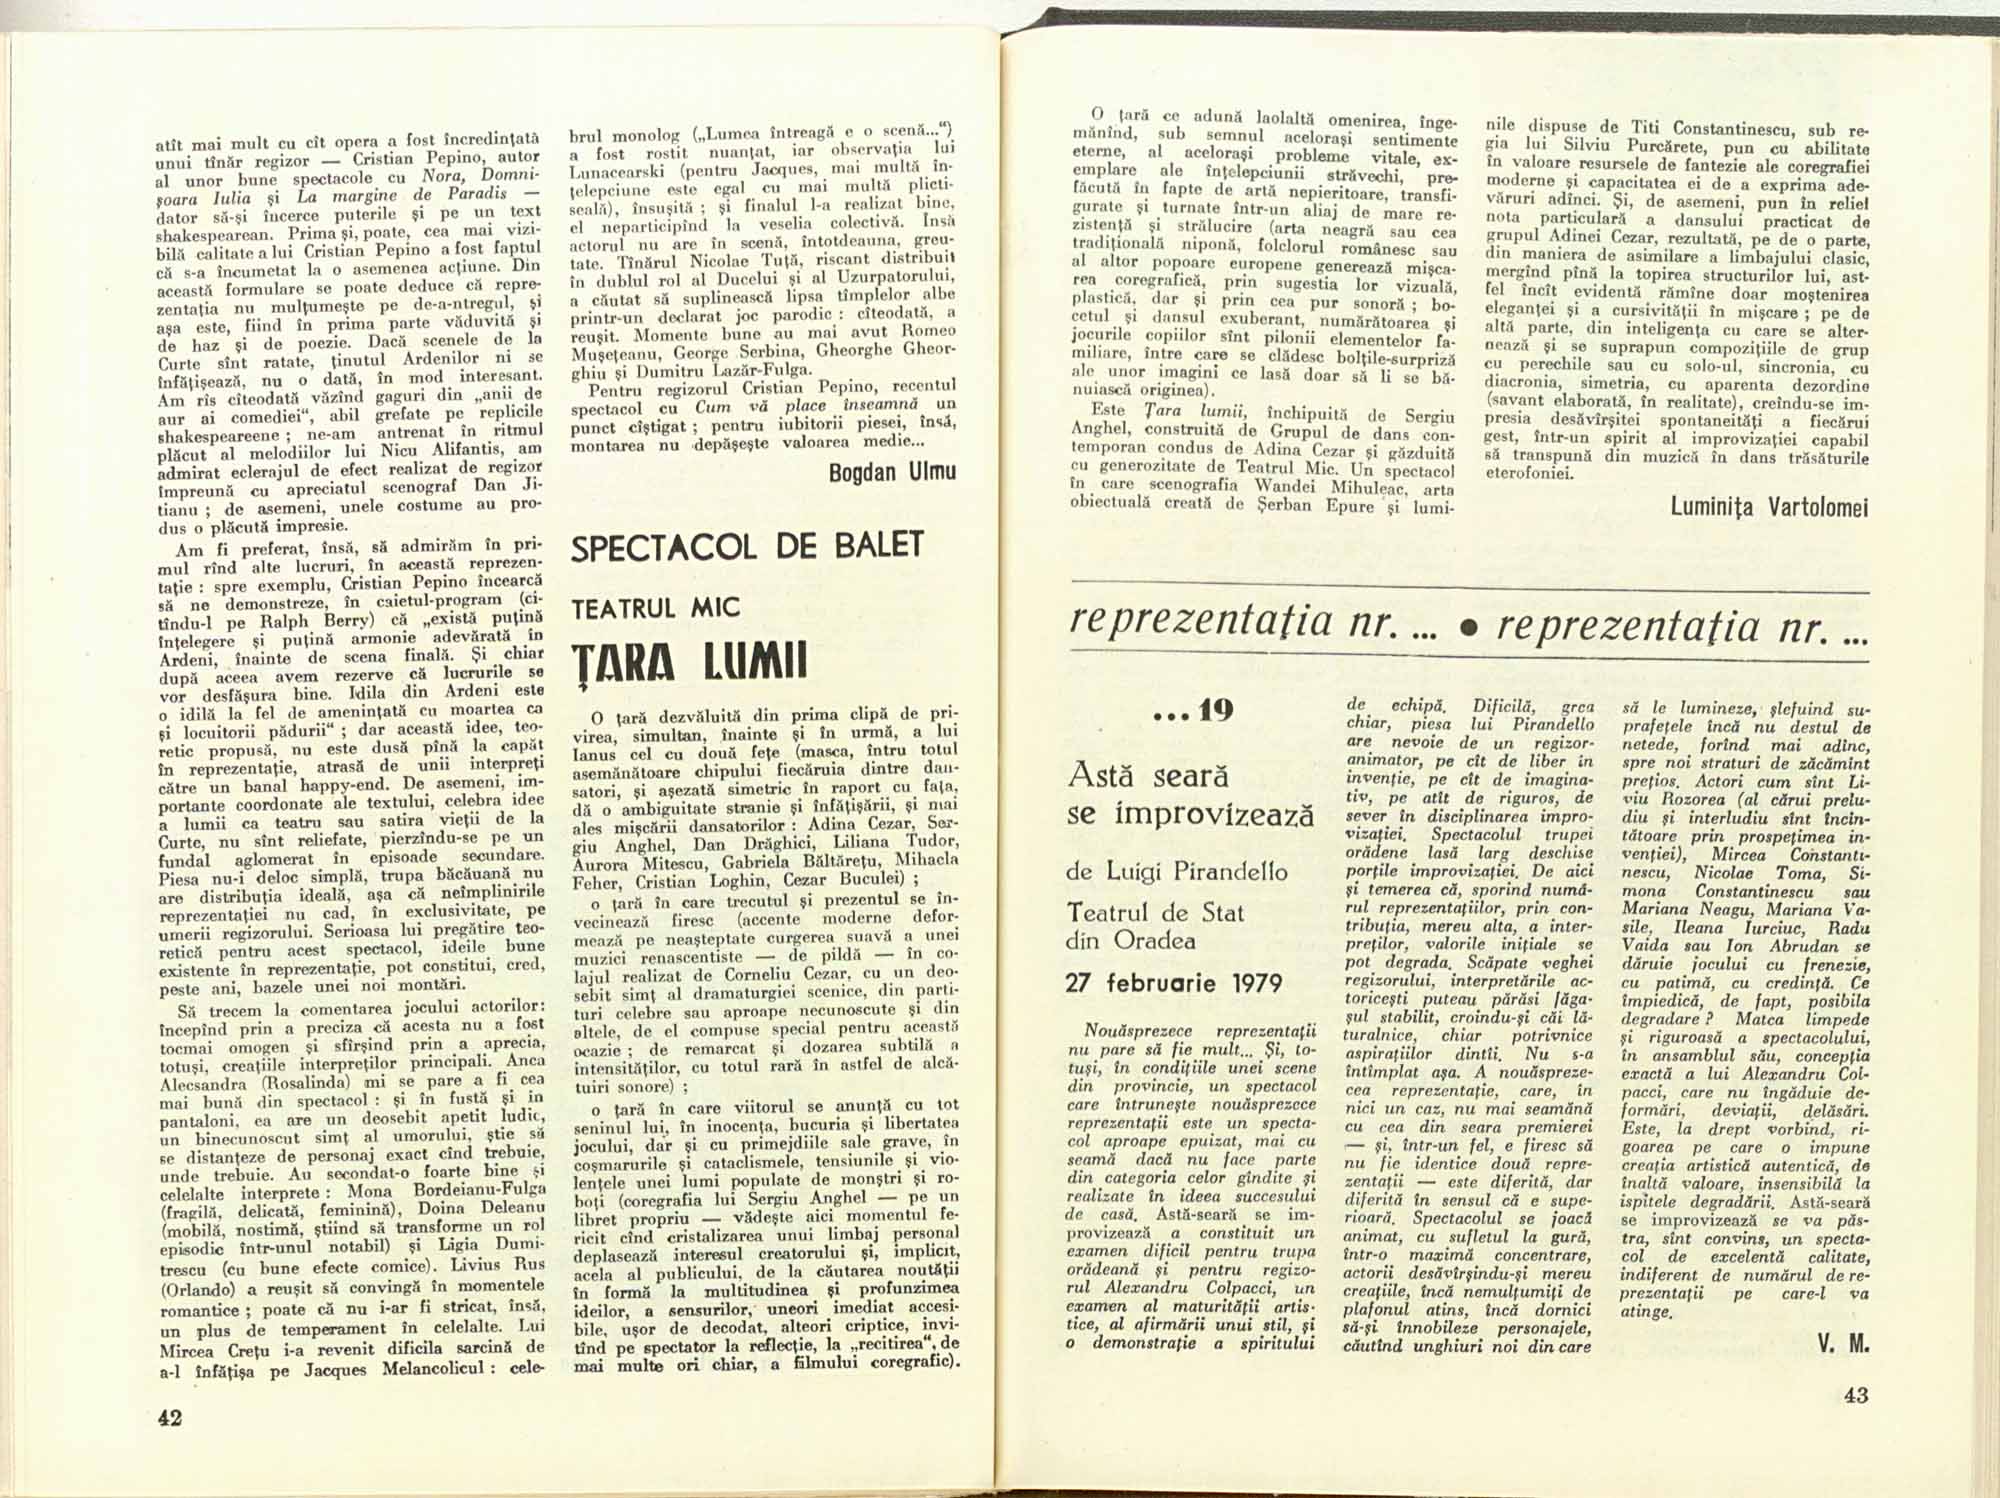 atît mai mult cu cît opera a fost încredințată
unui tînăr regizor — Cristian Pepino, autor
al unor bune spectacole cu Nora, Domni-
șoara Iulia și La margine de Paradis —
dator să-și încerce puterile și pe un text
shakespearean. Prima și, poate, cea mai vizi-
bilă calitate a lui Cristian Pepino a fost faptul
că s-a încumetat la o asemenea acțiune. Din
această formulare se poate deduce că repre-
zentația nu mulțumește pe de-a-ntregul, și
așa este, fiind în prima parte văduvită și
de haz și de poezie. Dacă scenele de la
Curte sînt ratate, ținutul Ardenilor ni se
înfățișează, nu o dată, în mod interesant.
Am rîs cîteodată văzînd gaguri din „anii de
aur ai comediei“, abil grefate pe replicile
shakespeareene ; ne-am antrenat în ritmul
plăcut al melodiilor lui Nicu Alifantis, am
admirat eclerajul de efect realizat de regizor
împreună cu apreciatul scenograf Dan Ji-
tianu ; de asemeni, unele costume au pro-
dus o plăcută impresie.
Am fi preferat, însă, să admirăm în pri-
mul rînd alte lucruri, în această reprezen-
tație : spre exemplu, Cristian Pepino încearcă
să ne demonstreze, în caietul-program (ci-
tîndu-l pe Ralph Berry) că „există puțină
înțelegere și puțină armonie adevărată în
Ardeni, înainte de scena finală. Și chiar
după aceea avem rezerve că lucrurile se
vor desfășura bine. Idila din Ardeni este
o idilă la fel de amenințată cu moartea ca
și locuitorii pădurii“ ; dar această idee, teo-
retic propusă, nu este dusă pînă la capăt
în reprezentație, atrasă de unii interpreți
către un banal happy-end. De asemeni, im-
portante coordonate ale textului, celebra idee
a lumii ca teatru sau satira vieții de la
Curte, nu sînt reliefate, pierzîndu-se pe un
fundal aglomerat în episoade secundare.
Piesa nu-i deloc simplă, trupa băcăuană nu
are distribuția ideală, așa că neîmplinirile
reprezentației nu cad, în exclusivitate, pe
umerii regizorului. Serioasa lui pregătire teo-
retică pentru acest spectacol, ideile bune
existente în reprezentație, pot constitui, cred,
peste ani, bazele unei noi montări.
Să trecem la comentarea jocului actorilor:
începînd prin a preciza că acesta nu a fost
tocmai omogen și sfîrșind prin a aprecia,
totuși, creațiile interpreților principali. Anca
Alecsandra (Rosalinda) mi se pare a fi cea
mai bună din spectacol : și în fustă și in
pantaloni, ea are un deosebit apetit ludic,
un binecunoscut simț al umorului, știe să
se distanțeze de personaj exact cînd trebuie,
unde trebuie. Au secondat-o foarte bine și
celelalte interprete : Mona Bordeianu-Fulga
(fragilă, delicată, feminină), Doina Deleanu
(mobilă, nostimă, știind să transforme un rol
episodic într-unul notabil) și Ligia Dumi-
trescu (cu bune efecte comice). Livius Rus
(Orlando) a reușit să convingă în momentele
romantice ; poate că nu i-ar fi stricat, însă,
un plus de temperament în celelalte. Lui
Mircea Crețu i-a revenit dificila sarcină de
a-l înfățișa pe Jacques Melancolicul : cele-
42
brul monolog („Lumea întreagă e o scenă...“)
a fost rostit nuanțat, iar observația lui
Lunacearski (pentru Jacques, mai multă în-
țelepciune este egal cu mai multă plicti-
seală), însușită ; și finalul l-a realizat bine,
el neparticipînd la veselia colectivă. Însă
actorul nu are în scenă, întotdeauna, greu-
tate. Tînărul Nicolae Tuță, riscant distribuit
în dublul rol al Ducelui și al Uzurpatorului,
a căutat să suplinească lipsa tîmplelor albe
printr-un declarat joc parodic : cîteodată, a
reușit. Momente bune au mai avut Romeo
Mușețeanu, George Serbina, Gheorghe Gheor-
ghiu și Dumitru Lazăr-Fulga.
Pentru regizorul Cristian Pepino, recentul
spectacol cu Cum vă place înseamnă un
punct cîștigat ; pentru iubitorii piesei, însă,
montarea nu depășește valoarea medie...
Bogdan Ulmu
SPECTACOL DE BALET
TEATRUL MIC
ȚARA LUMII
O țară dezvăluită din prima clipă de pri-
virea, simultan, înainte și în urmă, a lui
Ianus cel cu două fețe (masca, întru totul
asemănătoare chipului fiecăruia dintre dan-
satori, și așezată simetric în raport cu fața,
dă o ambiguitate stranie și înfățișării, și mai
ales mișcării dansatorilor : Adina Cezar, Ser-
giu Anghel, Dan Drăghici, Liliana Tudor,
Aurora Mitescu, Gabriela Băltărețu, Mihaela
Feher, Cristian Loghin, Cezar Buculei) ;
o țară în care trecutul și prezentul se în-
vecinează firesc (accente moderne defor-
mează pe neașteptate curgerea suavă a unei
muzici renascentiste — de pildă — în co-
lajul realizat de Corneliu Cezar, cu un deo-
sebit simț al dramaturgiei scenice, din parti-
turi celebre sau aproape necunoscute și din
altele, de el compuse special pentru această
ocazie ; de remarcat și dozarea subtilă a
intensităților, cu totul rară în astfel de alcă-
tuiri sonore) ;
o țară în care viitorul se anunță cu tot
seninul lui, în inocența, bucuria și libertatea
jocului, dar și cu primejdiile sale grave, în
coșmarurile și cataclismele, tensiunile și vio-
lențele unei lumi populate de monștri și ro-
boți (coregrafia lui Sergiu Anghel — pe un
libret propriu — vădește aici momentul fe-
ricit cînd cristalizarea unui limbaj personal
deplasează interesul creatorului și, implicit,
acela al publicului, de la căutarea noutății
în formă la multitudinea și profunzimea
ideilor, a sensurilor, uneori imediat accesi-
bile, ușor de decodat, alteori criptice, invi-
tînd pe spectator la reflecție, la „recitirea“, de
mai multe ori chiar, a filmului coregrafic).
O țară ce adună laolaltă omenirea, înge-
mănînd, sub semnul acelorași sentimente
eterne, al acelorași probleme vitale, ex-
emplare ale înțelepciunii străvechi, pre-
făcută în fapte de artă nepieritoare, transfi-
gurate și turnate într-un aliaj de mare re-
zistență și strălucire (arta neagră sau cea
tradițională niponă, folclorul românesc sau
al altor popoare europene generează mișca-
rea coregrafică, prin sugestia lor vizuală,
plastică, dar și prin cea pur sonoră ; bo-
cetul și dansul exuberant, numărătoarea și
jocurile copiilor sînt pilonii elementelor fa-
miliare, între care se clădesc bolțile-surpriză
ale unor imagini ce lasă doar să li se bă-
nuiască originea).
Este Țara lumii, închipuită de Sergiu
Anghel, construită de Grupul de dans con-
temporan condus de Adina Cezar și găzduită
cu generozitate de Teatrul Mic. Un spectacol
în care scenografia Wandei Mihuleac, arta
obiectuală creată de Șerban Epure și lumi-
nile dispuse de Titi Constantinescu, sub re-
gia lui Silviu Purcărete, pun cu abilitate
în valoare resursele de fantezie ale coregrafiei
moderne și capacitatea ei de a exprima ade-
văruri adînci. Și, de asemeni, pun în relief
nota particulară a dansului practicat de
grupul Adinei Cezar, rezultată, pe de o parte,
din maniera de asimilare a limbajului clasic,
mergînd pînă la topirea structurilor lui, ast-
fel încît evidentă rămîne doar moștenirea
eleganței și a cursivității în mișcare ; pe de
altă parte, din inteligența cu care se alter-
nează și se suprapun compozițiile de grup
cu perechile sau cu solo-ul, sincronia, cu
diacronia, simetria, cu aparenta dezordine
(savant elaborată, în realitate), creîndu-se im-
presia desăvîrșitei spontaneități a fiecărui
gest, într-un spirit al improvizației capabil
să transpună din muzică în dans trăsăturile
eterofoniei.
Luminița Vartolomei
reprezentația nr. ... ● reprezentația nr. ...
...19
Astă seară
se improvizează
de Luigi Pirandello
Teatrul de Stat
din Oradea
27 februarie 1979
Nouăsprezece reprezentații
nu pare să fie mult... Și, to-
tuși, în condițiile unei scene
din provincie, un spectacol
care întrunește nouăsprezece
reprezentații este un specta-
col aproape epuizat, mai cu
seamă dacă nu face parte
din categoria celor gîndite și
realizate în ideea succesului
de casă. Astă-seară se im-
provizează a constituit un
examen dificil pentru trupa
orădeană și pentru regizo-
rul Alexandru Colpacci, un
examen al maturității artis-
tice, al afirmării unui stil, și
o demonstrație a spiritului
de echipă. Dificilă, grea
chiar, piesa lui Pirandello
are nevoie de un regizor-
animator, pe cît de liber în
invenție, pe cît de imagina-
tiv, pe atît de riguros, de
sever în disciplinarea impro-
vizației. Spectacolul trupei
orădene lasă larg deschise
porțile improvizației. De aici
și temerea că, sporind numă-
rul reprezentațiilor, prin con-
tribuția, mereu alta, a inter-
preților, valorile inițiale se
pot degrada. Scăpate veghei
regizorului, interpretările ac-
toricești puteau părăsi făga-
șul stabilit, croindu-și căi lă-
turalnice, chiar potrivnice
aspirațiilor dintîi. Nu s-a
întîmplat așa. A nouăspreze-
cea reprezentație, care, în
nici un caz, nu mai seamănă
cu cea din seara premierei
— și, într-un fel, e firesc să
nu fie identice două repre-
zentații — este diferită, dar
diferită în sensul că e supe-
rioară. Spectacolul se joacă
animat, cu sufletul la gură,
într-o maximă concentrare,
actorii desăvîrșindu-și mereu
creațiile, încă nemulțumiți de
plafonul atins, încă dornici
să-și înnobileze personajele,
căutînd unghiuri noi din care
să le lumineze, șlefuind su-
prafețele încă nu destul de
netede, forînd mai adînc,
spre noi straturi de zăcămînt
prețios. Actori cum sînt Li-
viu Rozorea (al cărui prelu-
diu și interludiu sînt încîn-
tătoare prin prospețimea in-
venției), Mircea Constanti-
nescu, Nicolae Toma, Si-
mona Constantinescu sau
Mariana Neagu, Mariana Va-
sile, Ileana Iurciuc, Radu
Vaida sau Ion Abrudan se
dăruie jocului cu frenezie,
cu patimă, cu credință. Ce
împiedică, de fapt, posibila
degradare ? Matca limpede
și riguroasă a spectacolului,
în ansamblul său, concepția
exactă a lui Alexandru Col-
pacci, care nu îngăduie de-
formări, deviații, delăsări.
Este, la drept vorbind, ri-
goarea pe care o impune
creația artistică autentică, de
înaltă valoare, insensibilă la
ispitele degradării. Astă-seară
se improvizează se va păs-
tra, sînt convins, un specta-
col de excelentă calitate,
indiferent de numărul de re-
prezentații pe care-l va
atinge.
V. M.
43